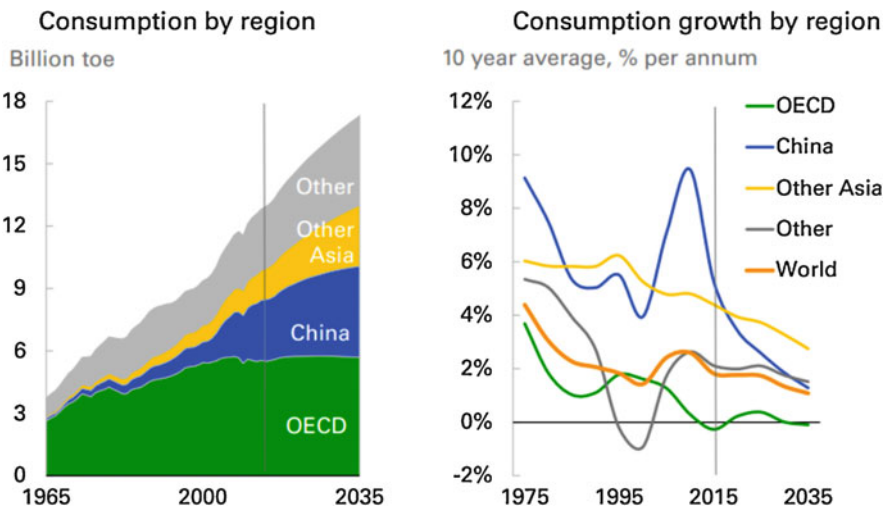 Consumption by region
Billion toe
18
15
12
9
6
3
0
Other
Other
Asia
China
OECD
1965
2000
2035
Consumption growth by region
10 year average, % per annum
12%
10%
8%
6%
4%
2%
0%
-2%
OECD
China
Other Asia
Other
World
1975
1995
2015
2035